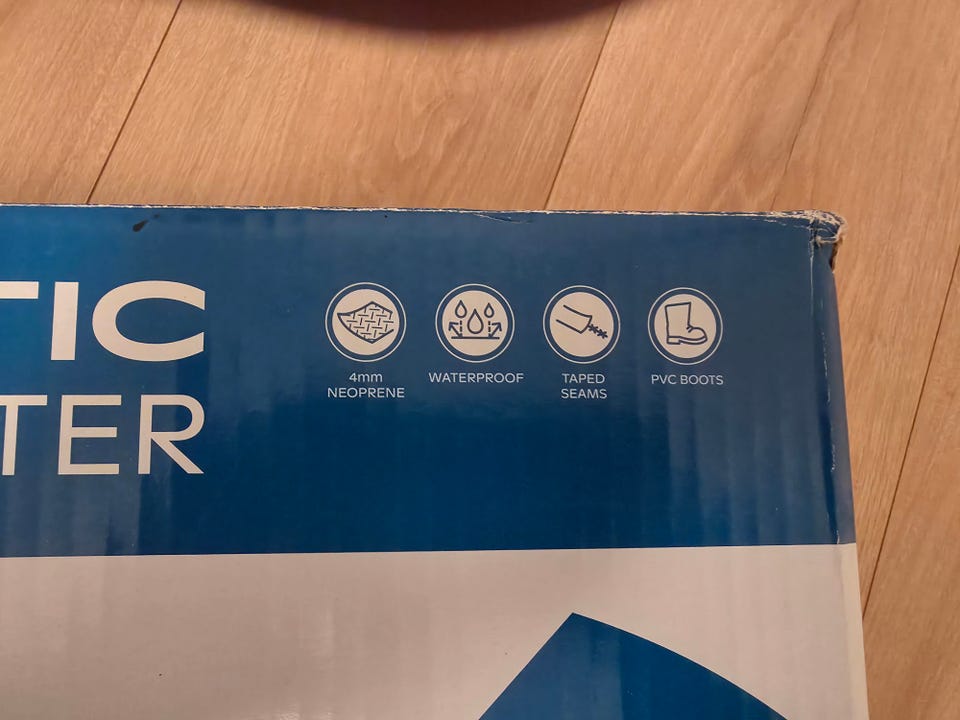 TIC
TER
4mm
NEOPRENE
WATERPROOF
TAPED
SEAMS
PVC BOOTS